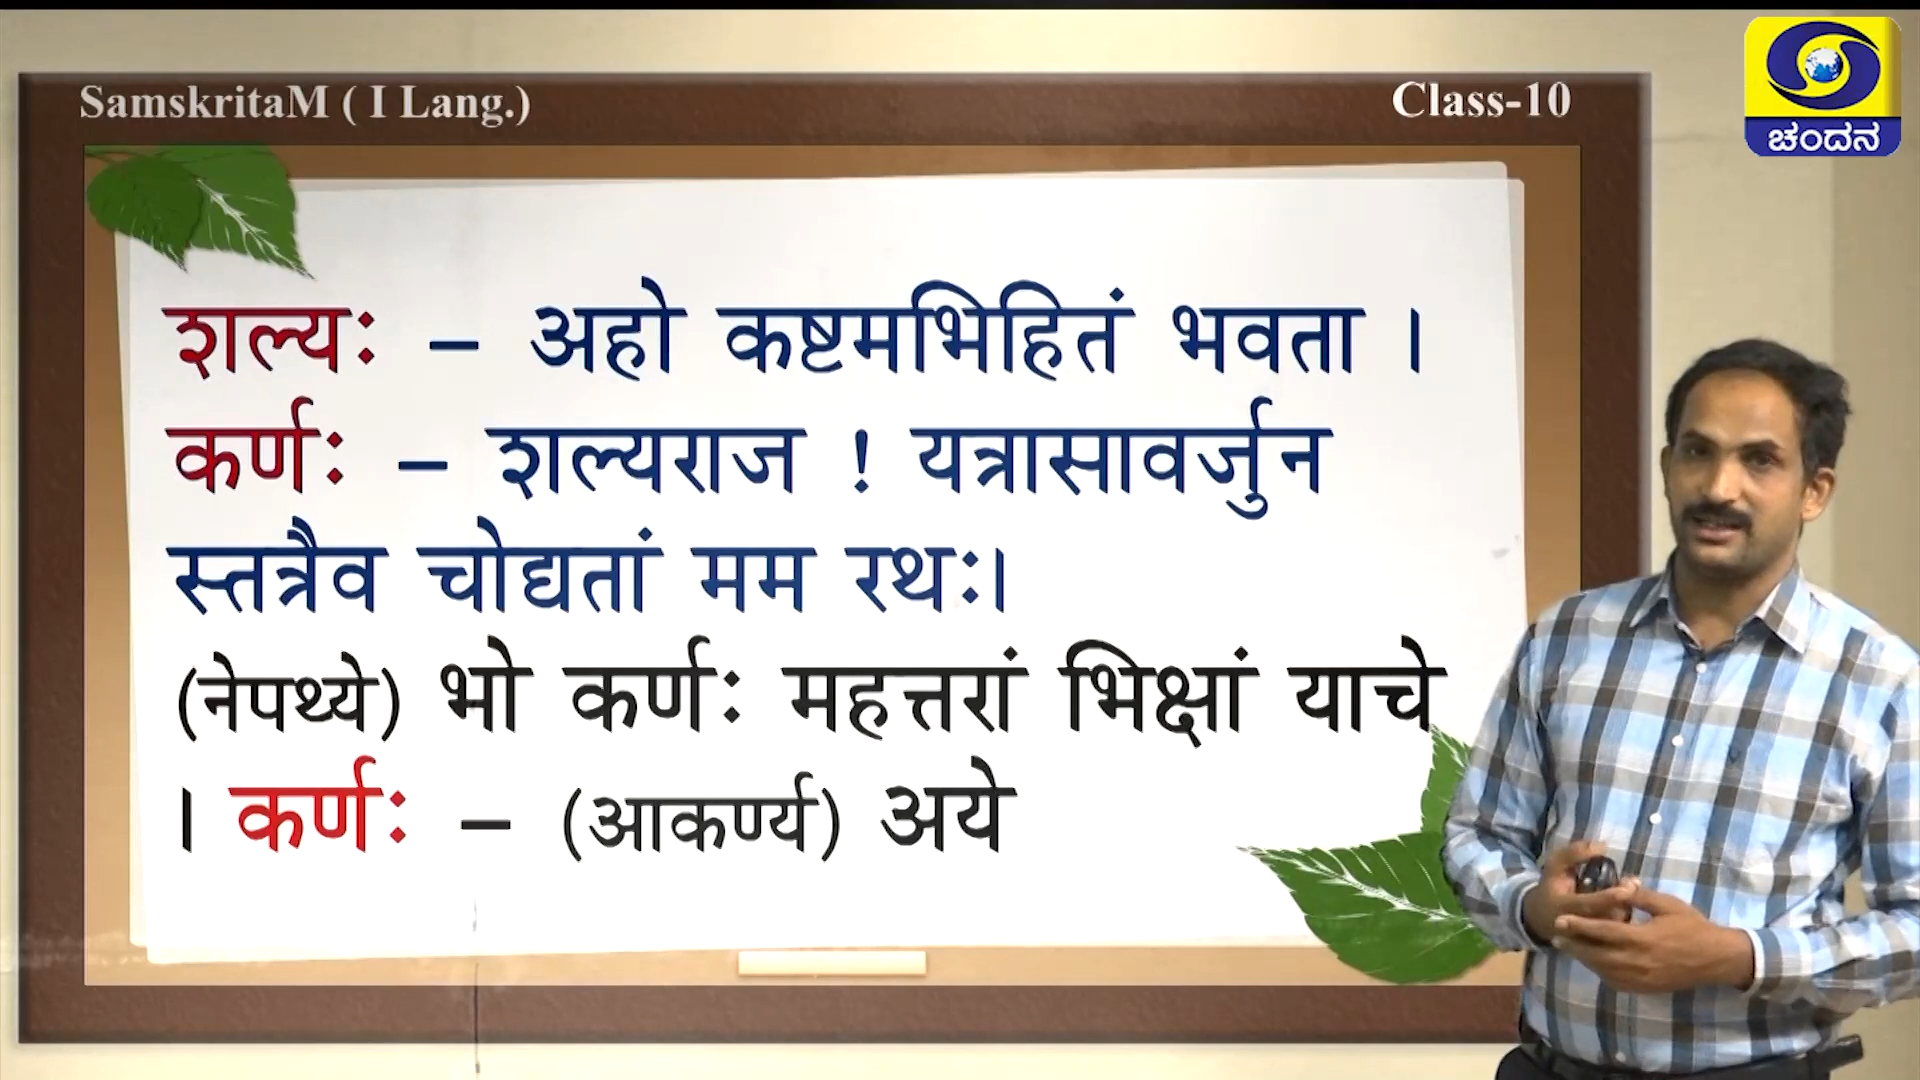 SamskritaM ( I Lang.)
Class-10
ಚಂದನ
शल्यः – अहो कष्टमभिहितं भवता ।
कर्णः – शल्यराज ! यत्रासावर्जुन
स्तत्रैव चोद्यतां मम रथः।
(नेपथ्ये) भो कर्णः महत्तरां भिक्षां याचे
। कर्णः – (आकर्ण्य) अये